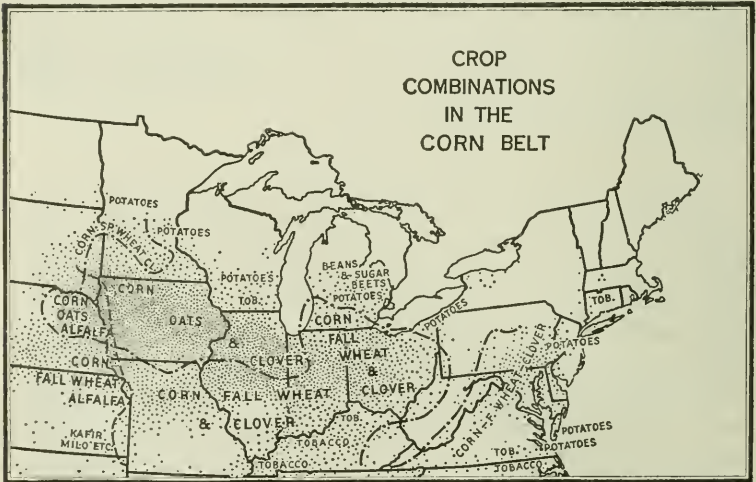 CROP
COMBINATIONS
IN THE
CORN BELT
POTATOES
POTATOES
CORN-SP. WHEAT-CL.
POTATOES
TOB.
BEANS
& SUGAR
BEETS
POTATOES
POTATOES
TOB.
CORN
OATS
& CLOVER
CORN
OATS
ALFALFA
CORN
FALL WHEAT
ALFALFA
KAFIR
MILO ETC.
CORN FALL WHEAT
& CLOVER
CORN
FALL
WHEAT
& CLOVER
TOB.
TOBACCO
TOBACCO
CORN-F. WHEAT-CLOVER
POTATOES
POTATOES
POTATOES
TOB.
TOBACCO